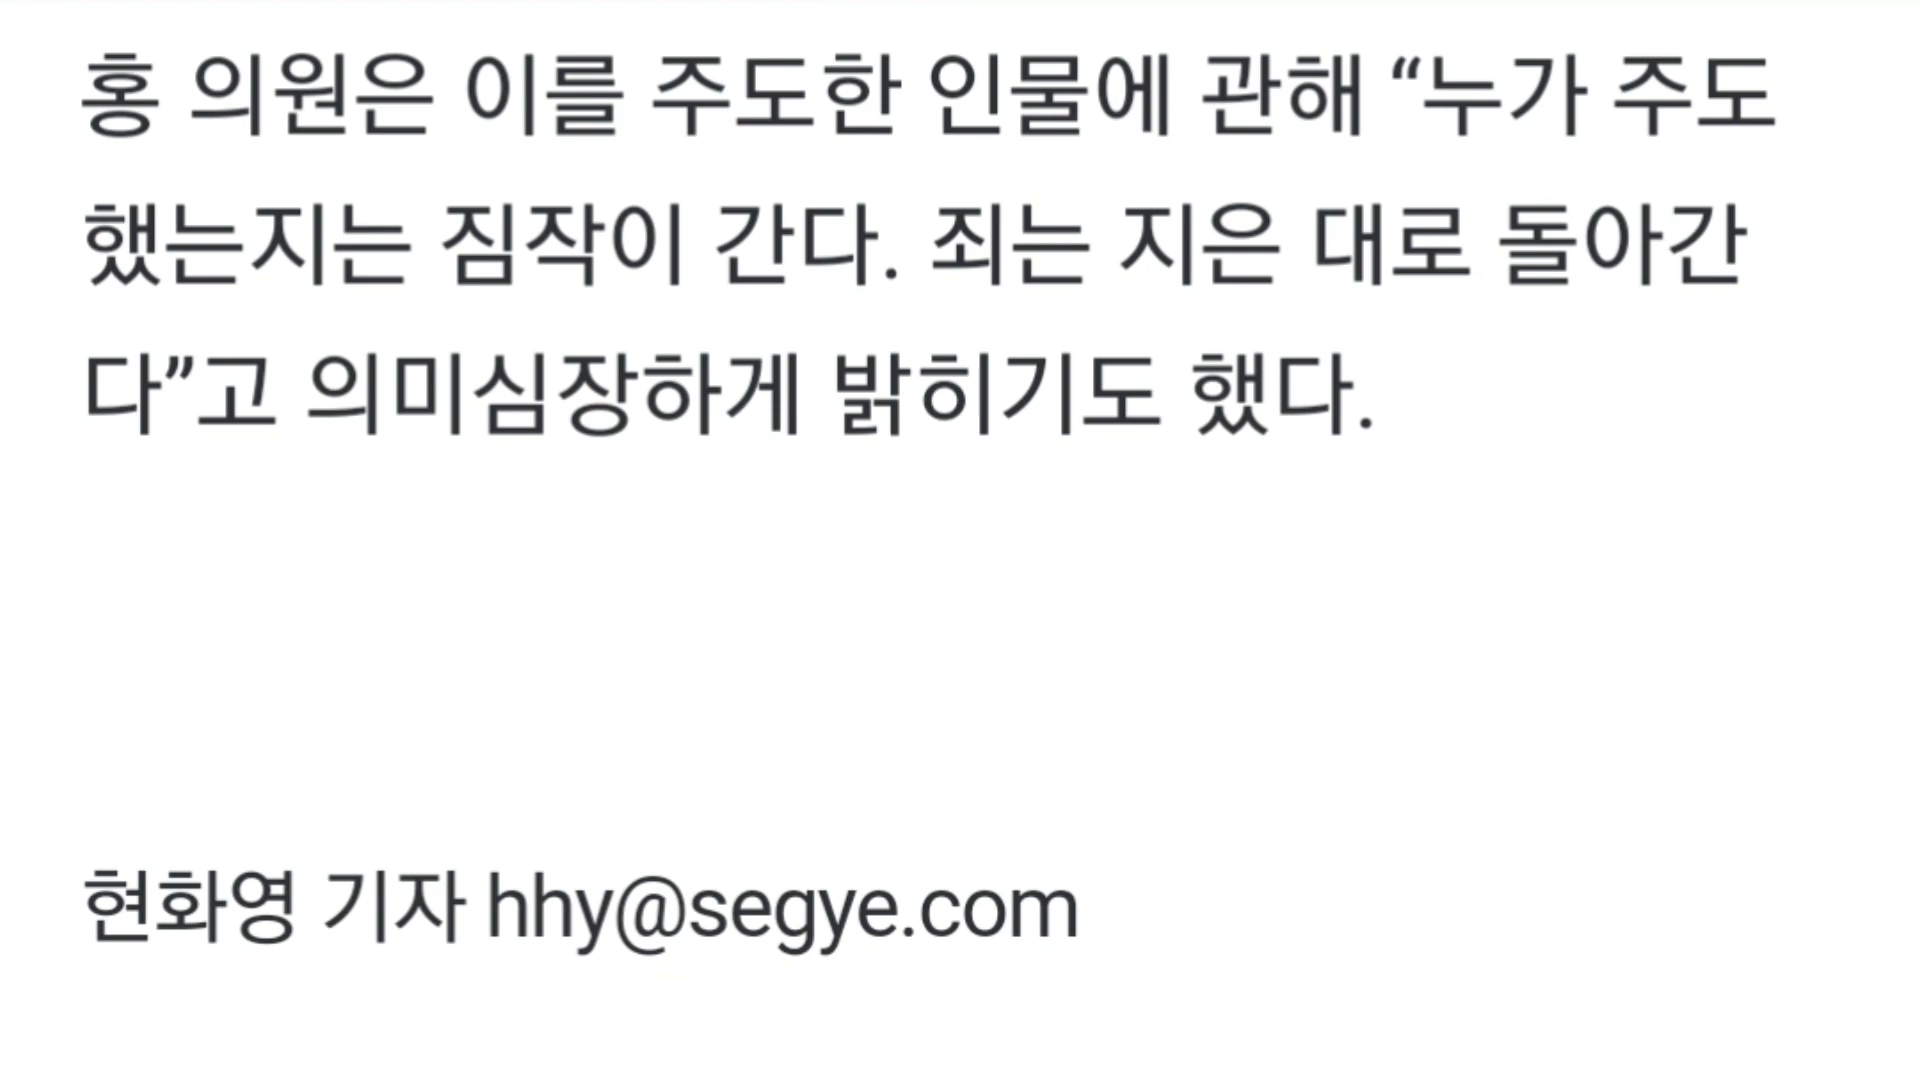 홍 의원은 이를 주도한 인물에 관해 “누가 주도
했는지는 짐작이 간다. 죄는 지은 대로 돌아간
다”고 의미심장하게 밝히기도 했다.
현화영 기자 hhy@segye.com